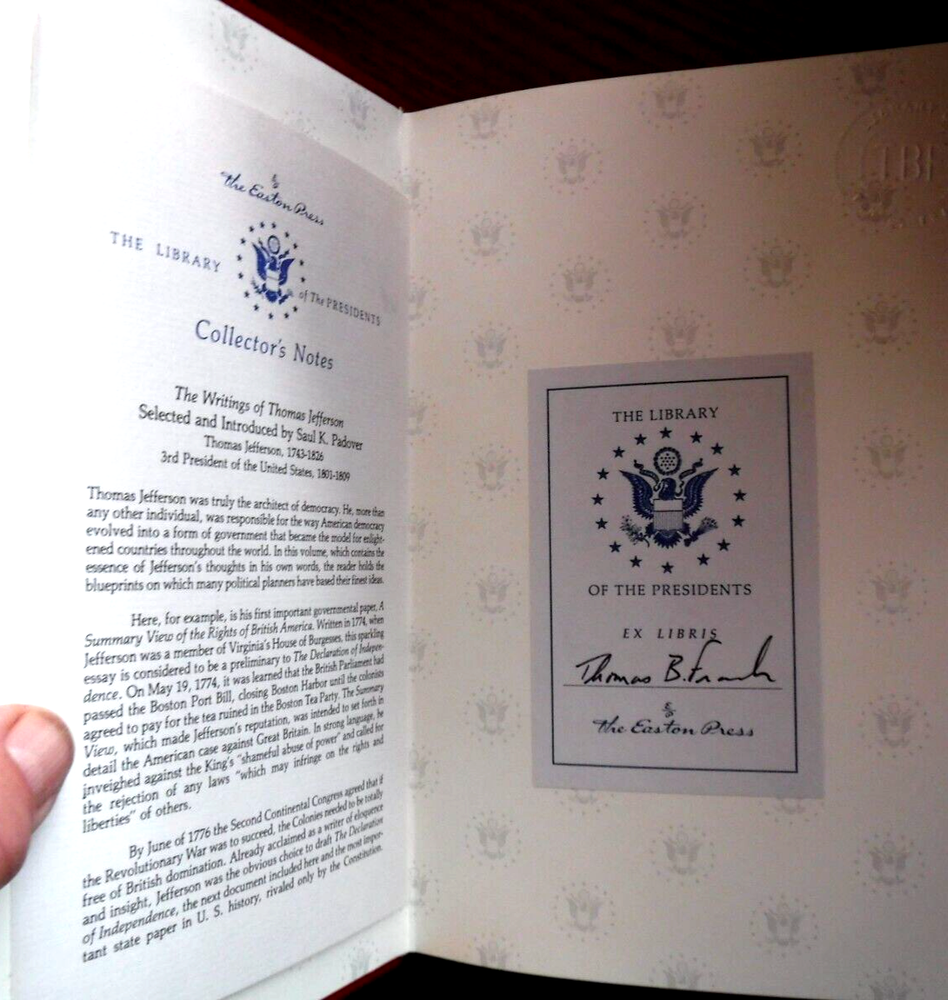 the Easton Press
THE LIBRARY
of The PRESIDENTS
Collector's Notes
The Writings of Thomas Jefferson
Selected and Introduced by Saul K. Padover
Thomas Jefferson, 1743-1826
3rd President of the United States, 1801-1809
Thomas Jefferson was truly the architect of democracy. He, more than
any other individual, was responsible for the way American democracy
evolved into a form of government that became the model for enlight-
ened countries throughout the world. In this volume, which contains the
essence of Jefferson's thoughts in his own words, the reader holds the
blueprints on which many political planners have based their finest ideas.
Here, for example, is his first important governmental paper, A
Summary View of the Rights of British America. Written in 1774, when
Jefferson was a member of Virginia's House of Burgesses, this sparkling
essay is considered to be a preliminary to The Declaration of Indepen-
dence. On May 19, 1774, it was learned that the British Parliament had
passed the Boston Port Bill, closing Boston Harbor until the colonists
agreed to pay for the tea ruined in the Boston Tea Party. The Summary
View, which made Jefferson's reputation, was intended to set forth in
detail the American case against Great Britain. In strong language, he
inveighed against the King's "shameful abuse of power" and called for
the rejection of any laws "which may infringe on the rights and
liberties" of others.
By June of 1776 the Second Continental Congress agreed that if
the Revolutionary War was to succeed, the Colonies needed to be totally
free of British domination. Already acclaimed as a writer of eloquence
and insight, Jefferson was the obvious choice to draft The Declaration
of Independence, the next document included here and the most impor-
tant state paper in U. S. history, rivaled only by the Constitution.
THE LIBRARY
OF THE PRESIDENTS
EX LIBRIS
Thomas B. Frank
the Easton Press